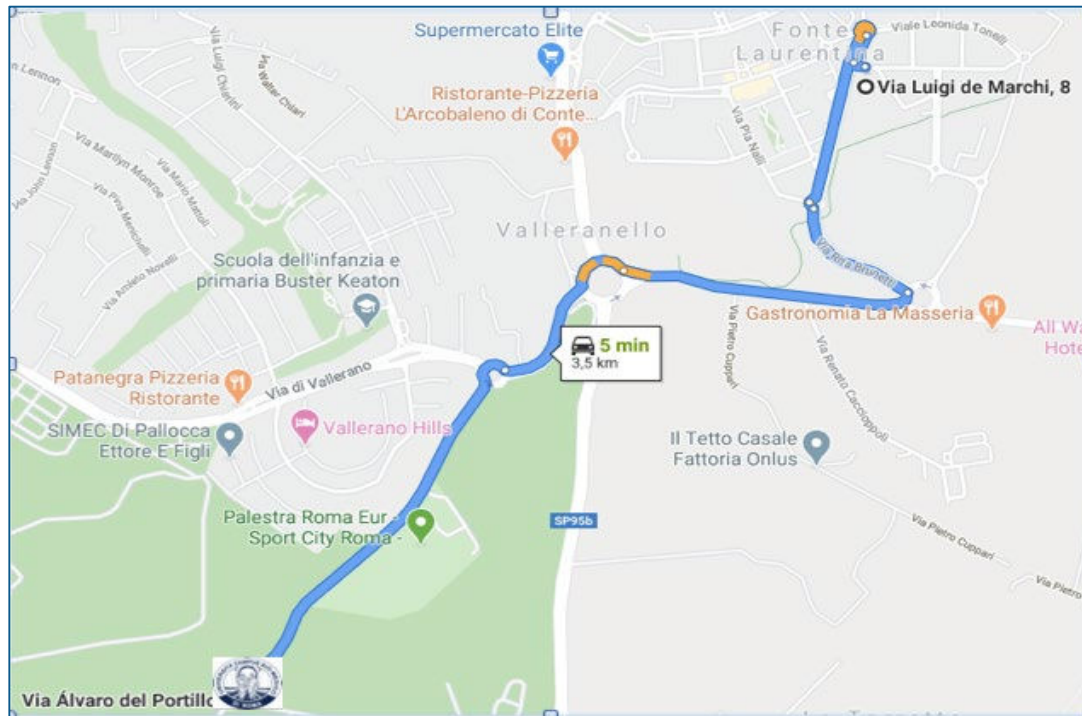 Supermercato Elite
Ristorante-Pizzeria
L'Arcobaleno di Conte...
Fonte
Laurentina
Viale Leonida Tonelli
Via Luigi de Marchi, 8
Via Luigi Chiarini
Via Walter Chiari
Via John Lennon
Via Marilyn Monroe
Via Mario Mattoli
Via Pina Menichelli
Via Amleto Novelli
Via Pia Nalli
Valleranello
Scuola dell'infanzia e
primaria Buster Keaton
Via Rita Brunetti
Gastronomia La Masseria
All Wa
Hote
5 min
3,5 km
Via Pietro Cuppari
Via Renato Caccioppoli
Patanegra Pizzeria
Ristorante
Via di Vallerano
SIMEC Di Pallocca
Ettore E Figli
Vallerano Hills
Il Tetto Casale
Fattoria Onlus
Palestra Roma Eur -
Sport City Roma -
SP95b
Via Pietro Cuppari
Via Pietro
Via Álvaro del Portillo